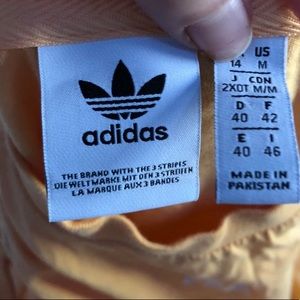 adidas
THE BRAND WITH THE 3 STRIPES
DIE WELTMARKE MIT DEN 3 STREIFEN
LA MARQUE AUX 3 BANDES
US
14 M
J CDN
2XOT M/M
D F
40 42
E I
40 46
MADE IN
PAKISTAN